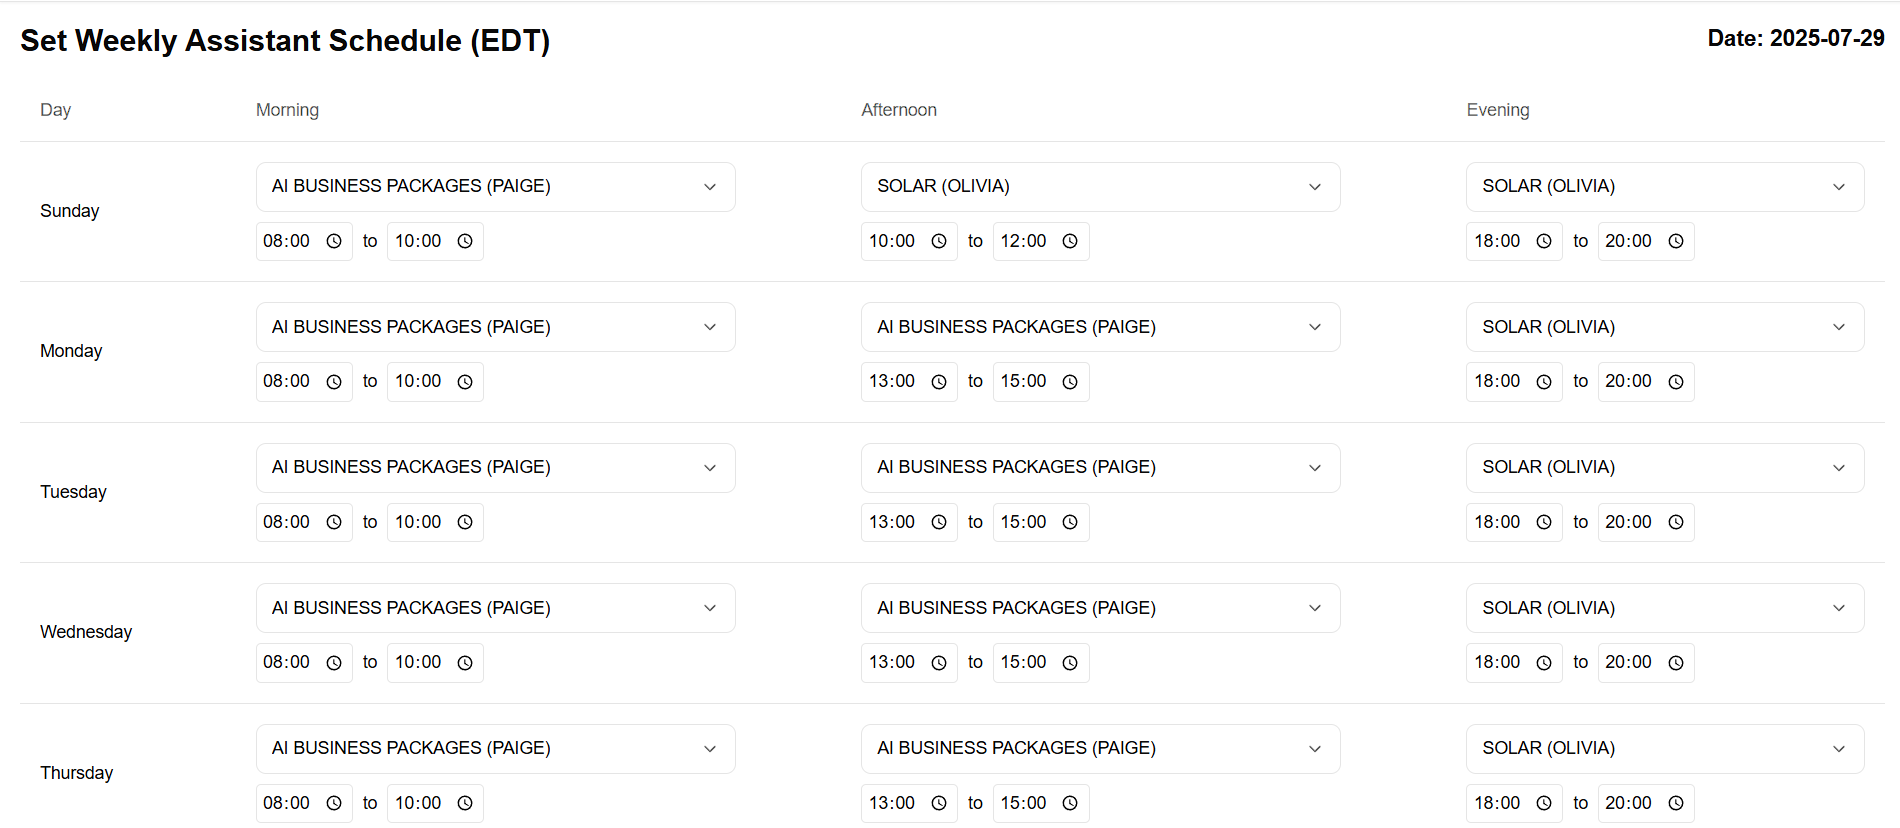 Set Weekly Assistant Schedule (EDT)
Date: 2025-07-29
Day Morning Afternoon Evening
Sunday
AI BUSINESS PACKAGES (PAIGE) SOLAR (OLIVIA) SOLAR (OLIVIA)
08:00 to 10:00 10:00 to 12:00 18:00 to 20:00
Monday
AI BUSINESS PACKAGES (PAIGE) AI BUSINESS PACKAGES (PAIGE) SOLAR (OLIVIA)
08:00 to 10:00 13:00 to 15:00 18:00 to 20:00
Tuesday
AI BUSINESS PACKAGES (PAIGE) AI BUSINESS PACKAGES (PAIGE) SOLAR (OLIVIA)
08:00 to 10:00 13:00 to 15:00 18:00 to 20:00
Wednesday
AI BUSINESS PACKAGES (PAIGE) AI BUSINESS PACKAGES (PAIGE) SOLAR (OLIVIA)
08:00 to 10:00 13:00 to 15:00 18:00 to 20:00
Thursday
AI BUSINESS PACKAGES (PAIGE) AI BUSINESS PACKAGES (PAIGE) SOLAR (OLIVIA)
08:00 to 10:00 13:00 to 15:00 18:00 to 20:00